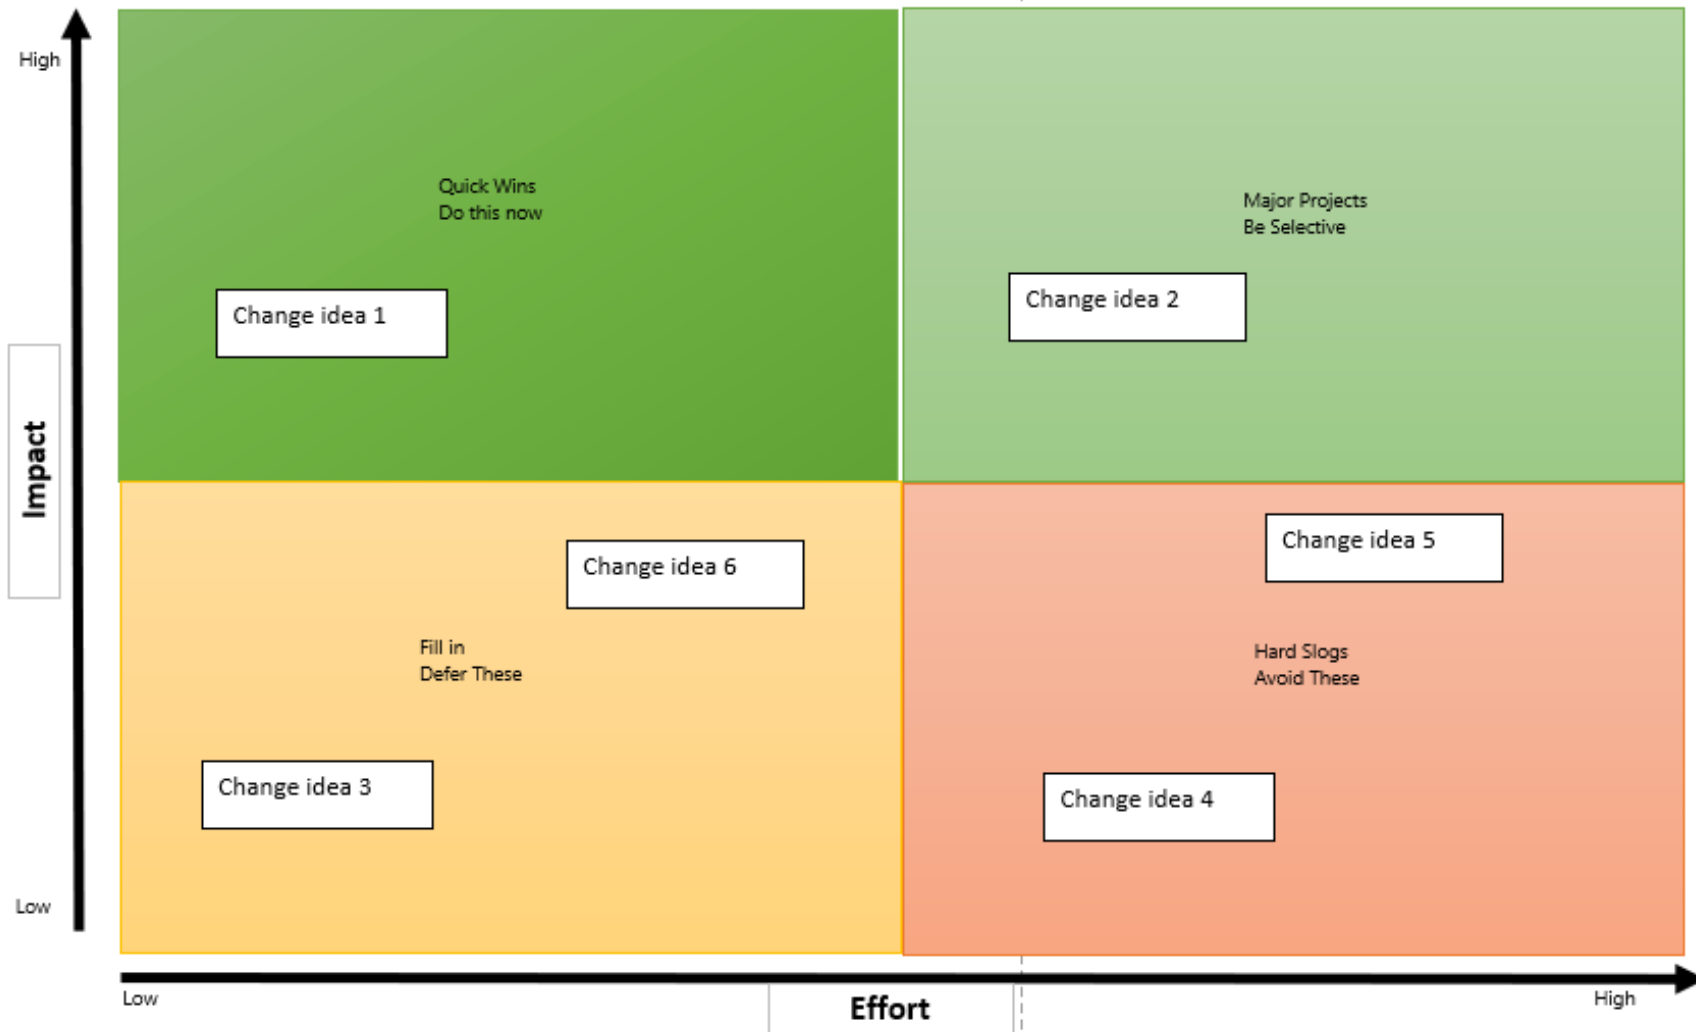 High
Quick Wins
Do this now
Major Projects
Be Selective
Change idea 1
Change idea 2
Impact
Change idea 5
Change idea 6
Fill in
Defer These
Hard Slogs
Avoid These
Change idea 3
Change idea 4
Low
Low
Effort
High